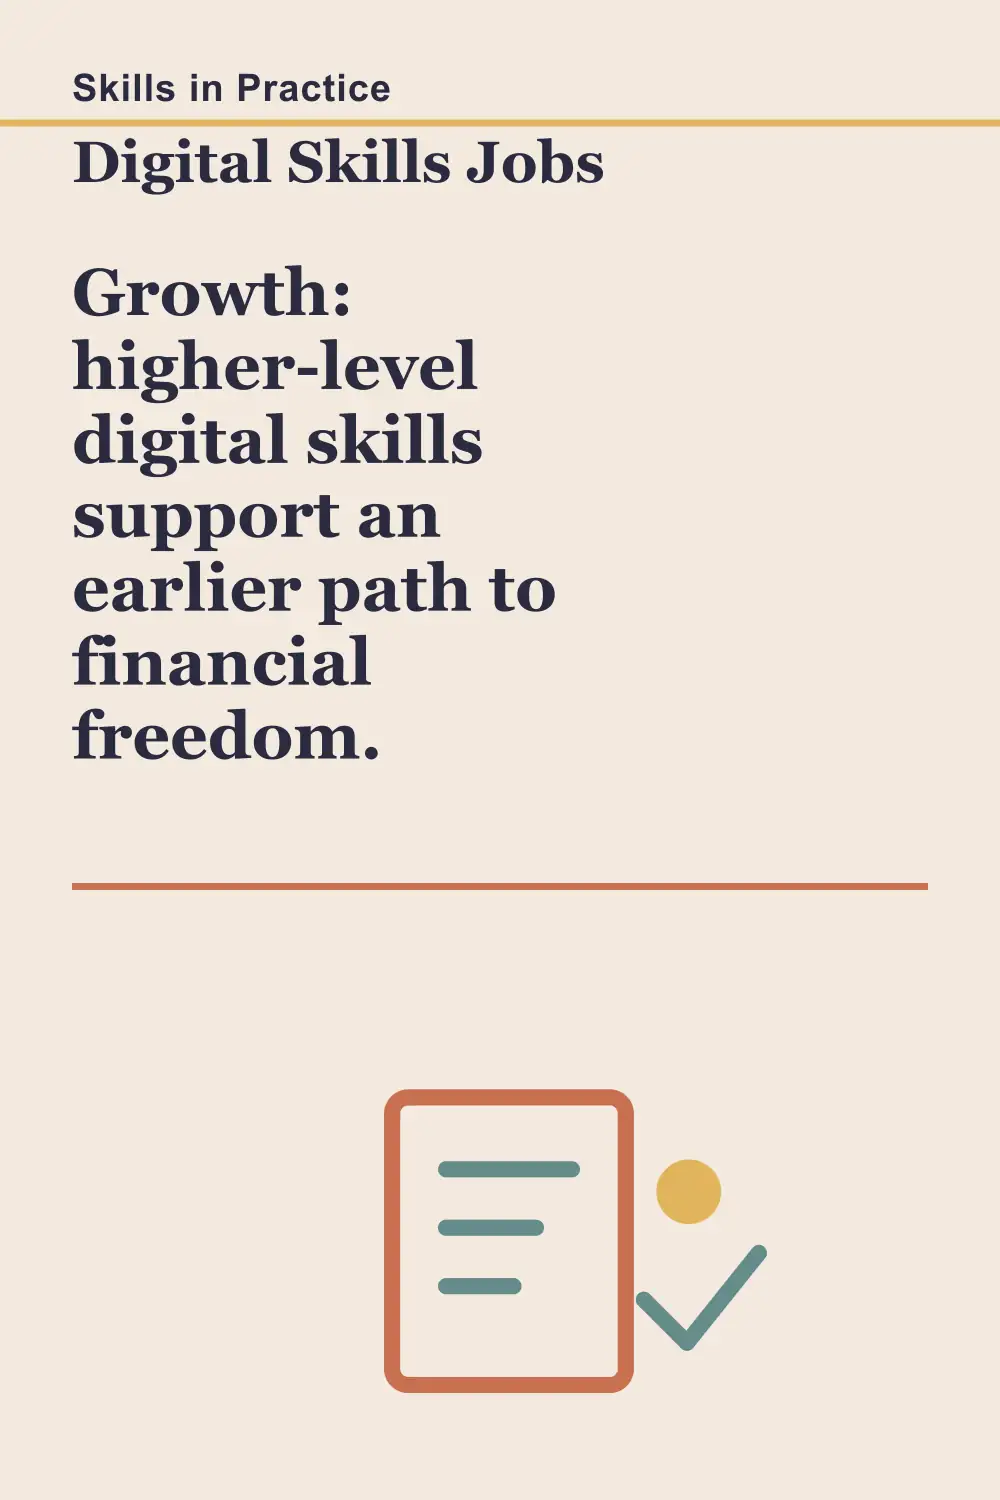 Skills in Practice
Digital Skills Jobs
Growth:
higher-level
digital skills
support an
earlier path to
financial
freedom.